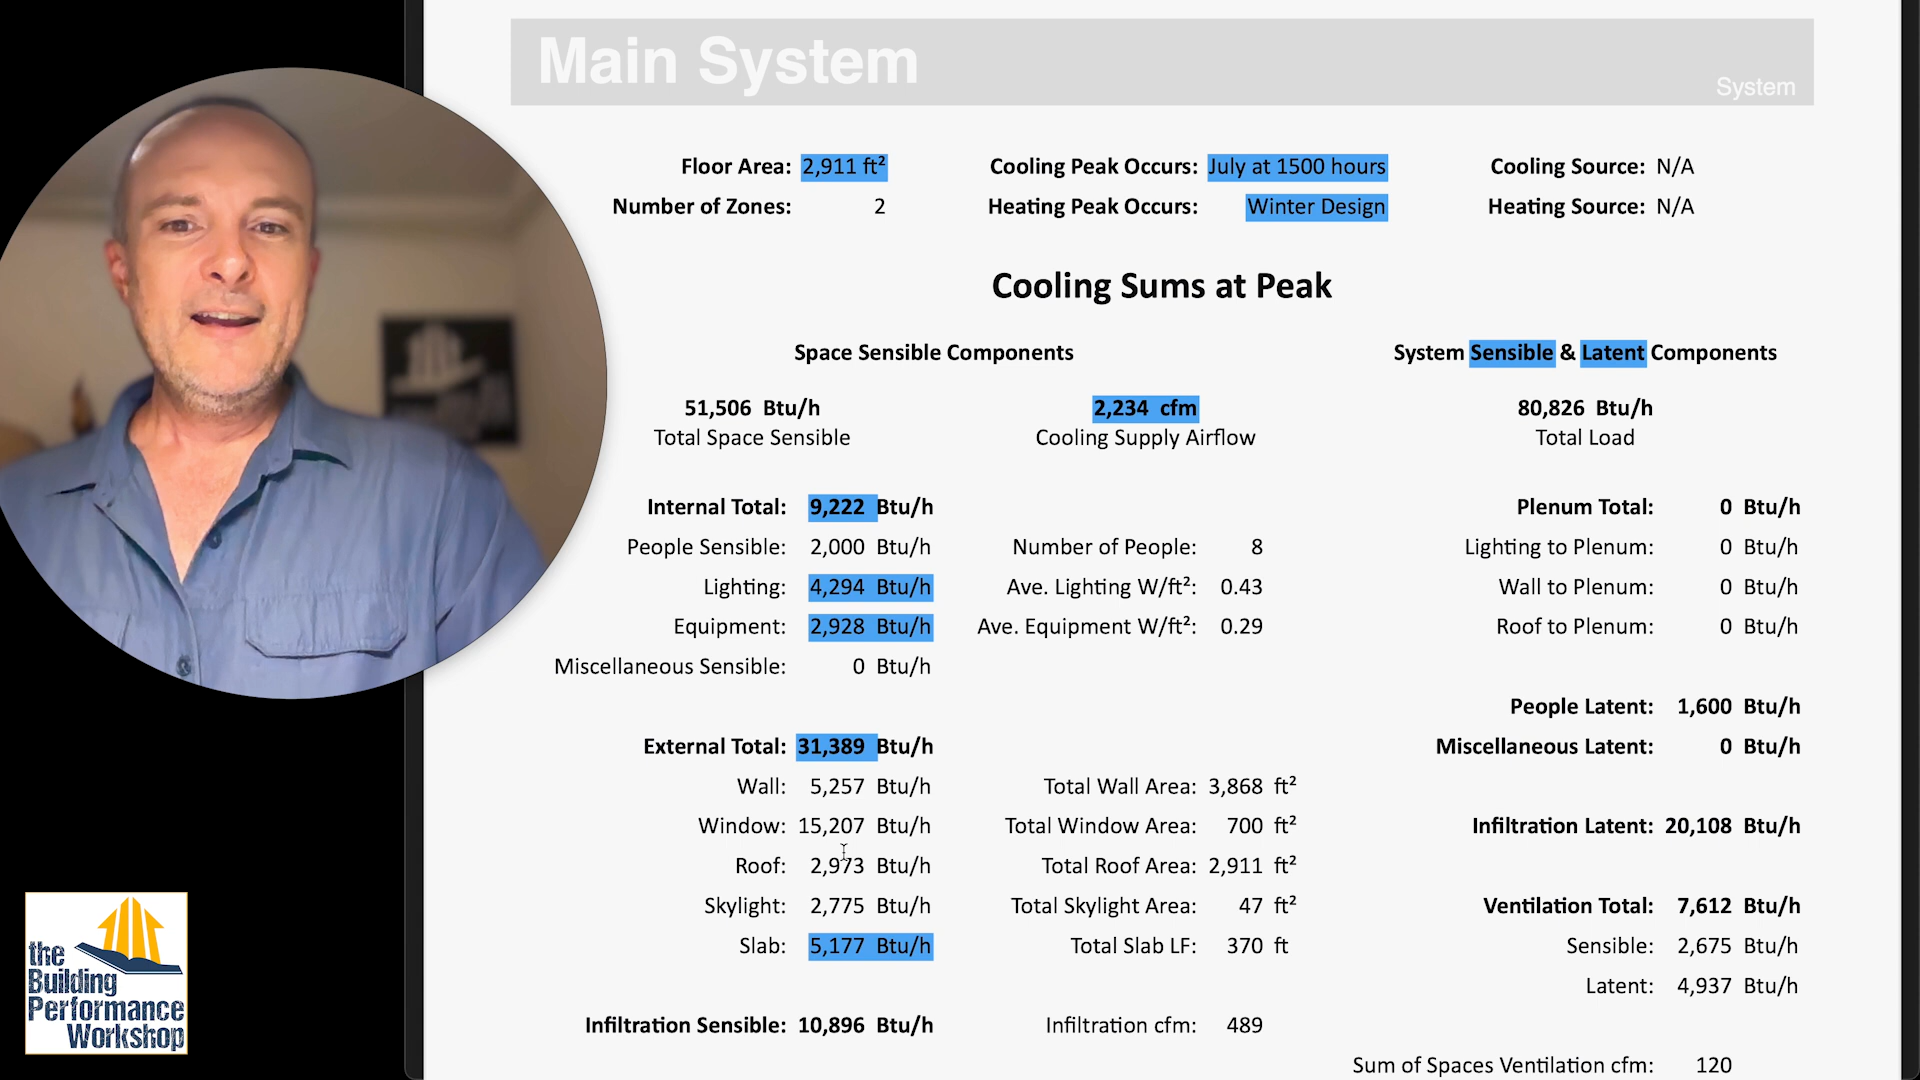 Main System
System
Floor Area: 2,911 ft² Cooling Peak Occurs: July at 1500 hours Cooling Source: N/A
Number of Zones: 2 Heating Peak Occurs: Winter Design Heating Source: N/A
Cooling Sums at Peak
Space Sensible Components System Sensible & Latent Components
51,506 Btu/h 2,234 cfm 80,826 Btu/h
Total Space Sensible Cooling Supply Airflow Total Load
Internal Total: 9,222 Btu/h Plenum Total: 0 Btu/h
People Sensible: 2,000 Btu/h Number of People: 8 Lighting to Plenum: 0 Btu/h
Lighting: 4,294 Btu/h Ave. Lighting W/ft²: 0.43 Wall to Plenum: 0 Btu/h
Equipment: 2,928 Btu/h Ave. Equipment W/ft²: 0.29 Roof to Plenum: 0 Btu/h
Miscellaneous Sensible: 0 Btu/h
People Latent: 1,600 Btu/h
External Total: 31,389 Btu/h Miscellaneous Latent: 0 Btu/h
Wall: 5,257 Btu/h Total Wall Area: 3,868 ft²
Window: 15,207 Btu/h Total Window Area: 700 ft² Infiltration Latent: 20,108 Btu/h
Roof: 2,973 Btu/h Total Roof Area: 2,911 ft²
Skylight: 2,775 Btu/h Total Skylight Area: 47 ft² Ventilation Total: 7,612 Btu/h
Slab: 5,177 Btu/h Total Slab LF: 370 ft Sensible: 2,675 Btu/h
Latent: 4,937 Btu/h
Infiltration Sensible: 10,896 Btu/h Infiltration cfm: 489
Sum of Spaces Ventilation cfm: 120
the
Building
Performance
Workshop